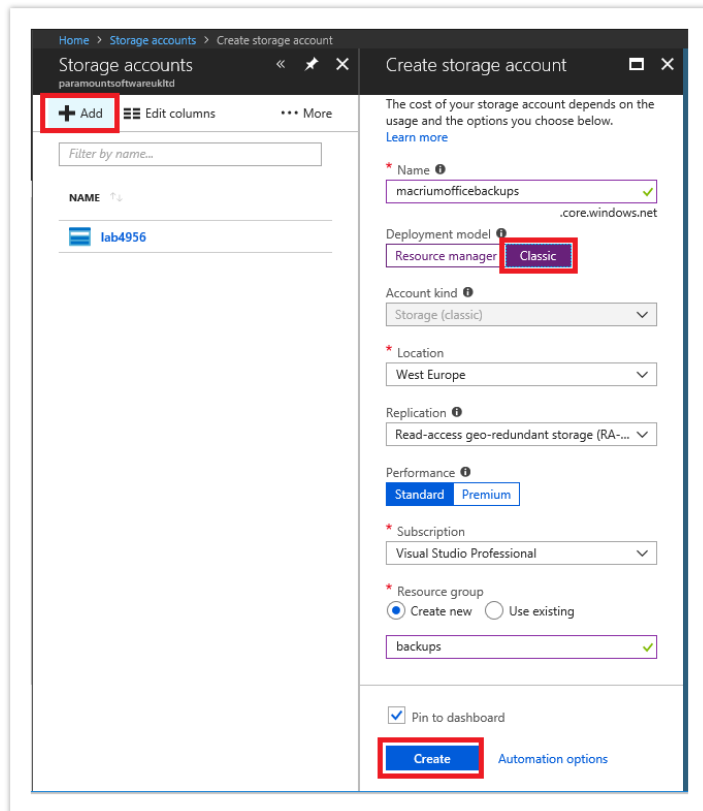 Home > Storage accounts > Create storage account
Storage accounts
paramountsoftwareukltd
Add
Edit columns
More
Filter by name...
NAME
lab4956
Create storage account
The cost of your storage account depends on the
usage and the options you choose below.
Learn more
* Name
macriumofficebackups
.core.windows.net
Deployment model
Resource manager Classic
Account kind
Storage (classic)
* Location
West Europe
Replication
Read-access geo-redundant storage (RA-...
Performance
Standard Premium
* Subscription
Visual Studio Professional
* Resource group
Create new Use existing
backups
Pin to dashboard
Create Automation options